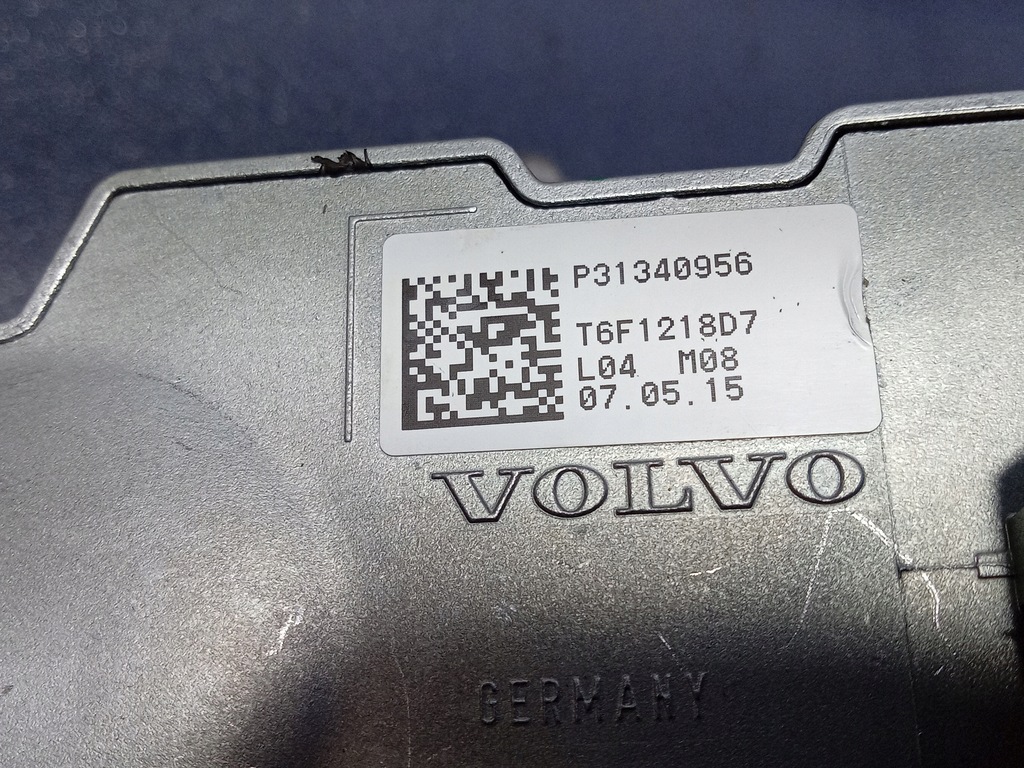 P31340956
T6F1218D7
L04 M08
07.05.15
VOLVO
GERMANY